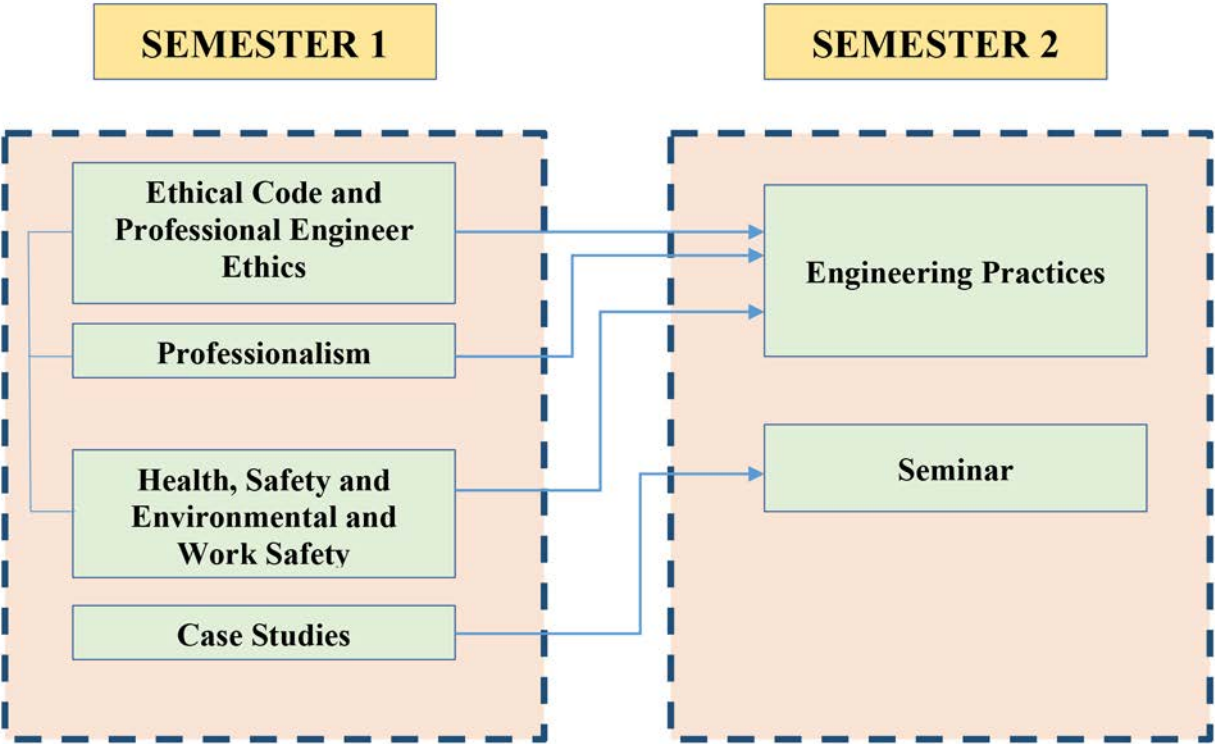 SEMESTER 1
SEMESTER 2
Ethical Code and
Professional Engineer
Ethics
Professionalism
Health, Safety and
Environmental and
Work Safety
Case Studies
Engineering Practices
Seminar